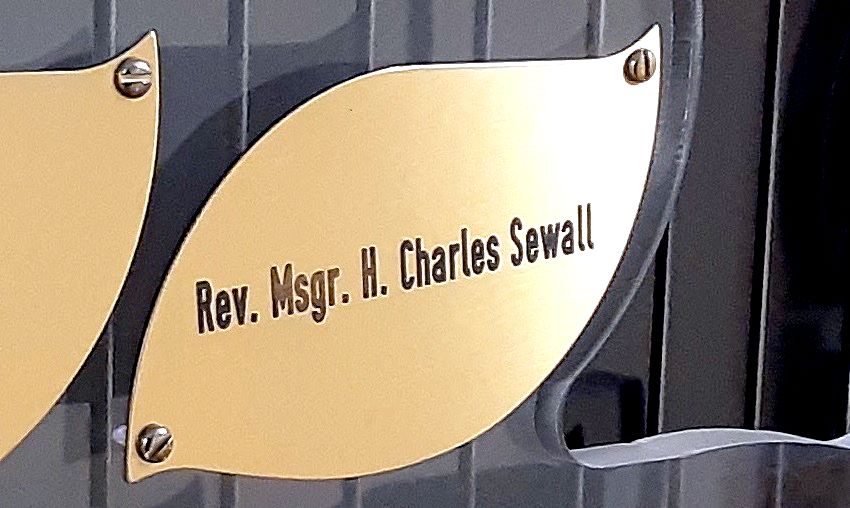 Rev. Msgr. H. Charles Sewall